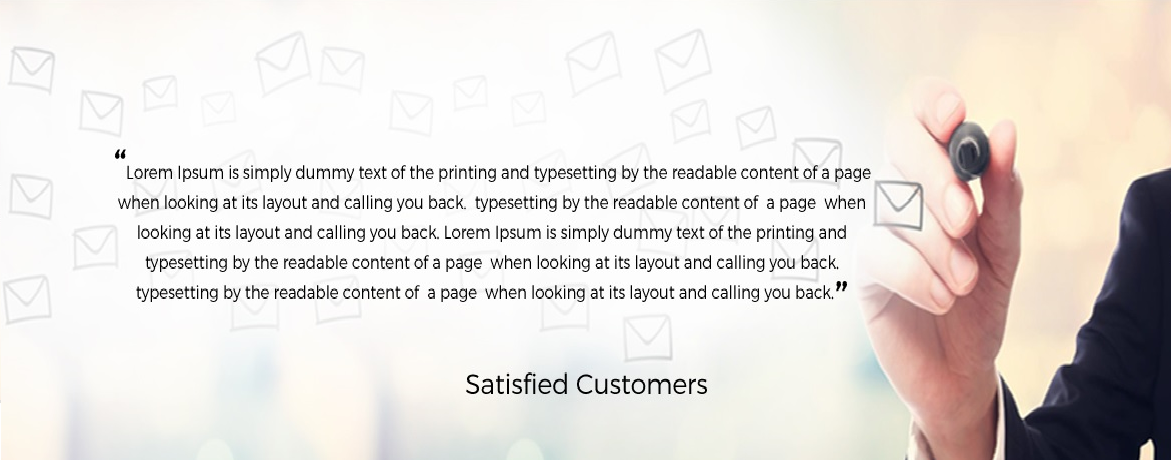 “Lorem Ipsum is simply dummy text of the printing and typesetting by the readable content of a page
when looking at its layout and calling you back. typesetting by the readable content of a page when
looking at its layout and calling you back. Lorem Ipsum is simply dummy text of the printing and
typesetting by the readable content of a page when looking at its layout and calling you back.
typesetting by the readable content of a page when looking at its layout and calling you back.”
Satisfied Customers